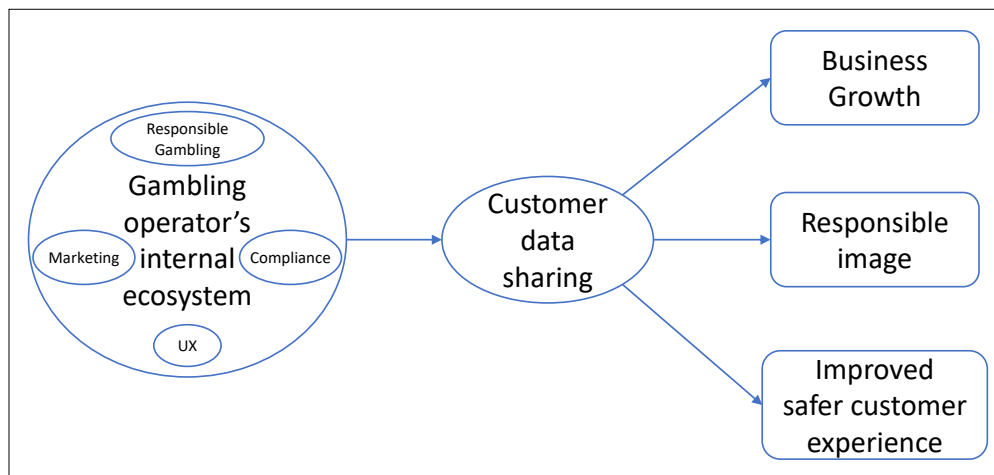 Responsible
Gambling
Gambling
operator’s
internal
ecosystem
Marketing
Compliance
UX
Customer
data
sharing
Business
Growth
Responsible
image
Improved
safer customer
experience